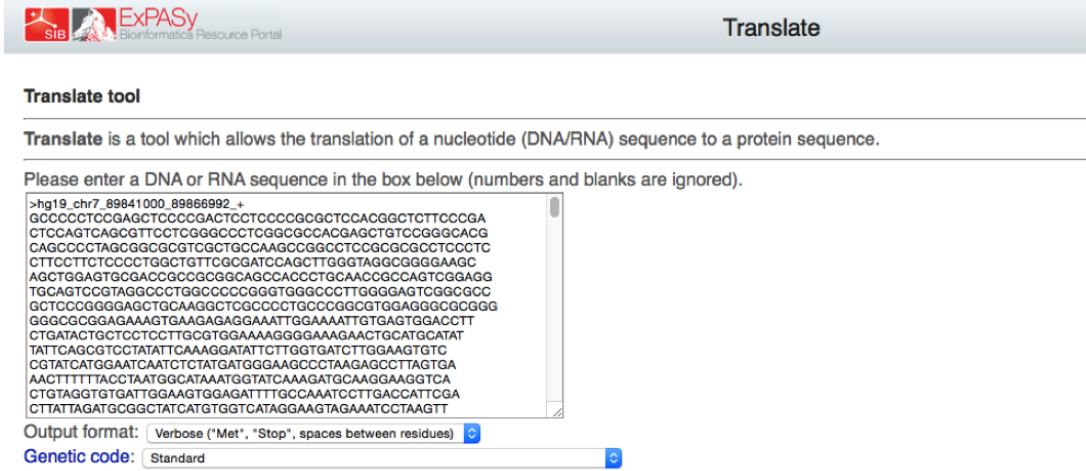 SIB
ExPASy
Bioinformatics Resource Portal
Translate
Translate tool
Translate is a tool which allows the translation of a nucleotide (DNA/RNA) sequence to a protein sequence.
Please enter a DNA or RNA sequence in the box below (numbers and blanks are ignored).
>hg19_chr7_89841000_89866992_+
GCCCCCTCCGAGCTCCCCGACTCCTCCCCGCGCTCCACGGCTCTTCCCGA
CTCCAGTCAGCGTTCCTCGGGCCCTCGGCGCCACGAGCTGTCCGGGCACG
CAGCCCCTAGCGGCGCGTCGCTGCCAAGCCGGCCTCCGCGCGCCTCCCTC
CTTCCTTCTCCCCTGGCTGTTCGCGATCCAGCTTGGGTAGGCGGGGAAGC
AGCTGGAGTGCGACCGCCGCGGCAGCCACCCTGCAACCGCCAGTCGGAGG
TGCAGTCCGTAGGCCCTGGCCCCCGGGTGGGCCCTTGGGGAGTCGGCGCC
GCTCCCGGGGAGCTGCAAGGCTCGCCCCTGCCCGGCGTGGAGGGCGCGGG
GGGCGCGGAGAAAGTGAAGAGAGGAAATTGGAAAATTGTGAGTGGACCTT
CTGATACTGCTCCTCCTTGCGTGGAAAAGGGGAAAGAACTGCATGCATAT
TATTCAGCGTCCTATATTCAAAGGATATTCTTGGTGATCTTGGAAGTGTC
CGTATCATGGAATCAATCTCTATGATGGGAAGCCCTAAGAGCCTTAGTGA
AACTTTTTTACCTAATGGCATAAATGGTATCAAAGATGCAAGGAAGGTCA
CTGTAGGTGTGATTGGAAGTGGAGATTTTGCCAAATCCTTGACCATTCGA
CTTATTAGATGCGGCTATCATGTGGTCATAGGAAGTAGAAATCCTAAGTT
Output format: Verbose ("Met", "Stop", spaces between residues)
Genetic code: Standard